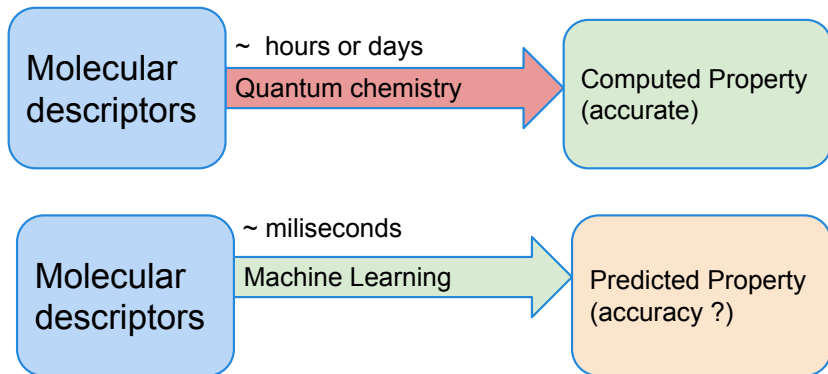 Molecular
descriptors
~ hours or days
Quantum chemistry
Computed Property
(accurate)
Molecular
descriptors
~ miliseconds
Machine Learning
Predicted Property
(accuracy ?)